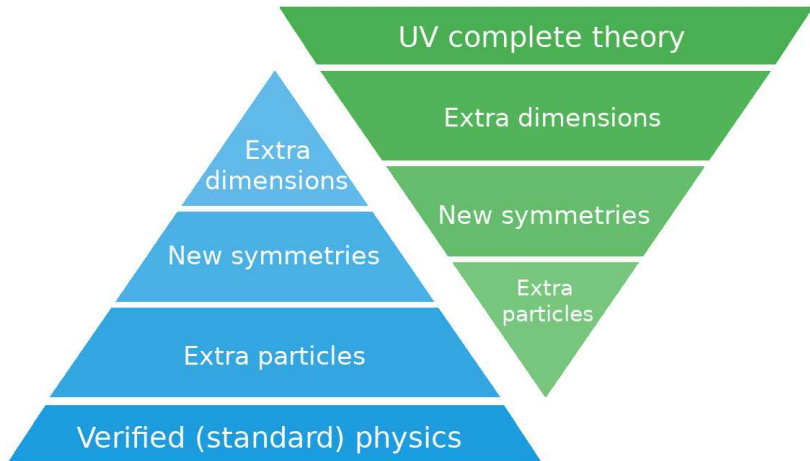 UV complete theory
Extra dimensions
New symmetries
Extra
particles
Extra
dimensions
New symmetries
Extra particles
Verified (standard) physics